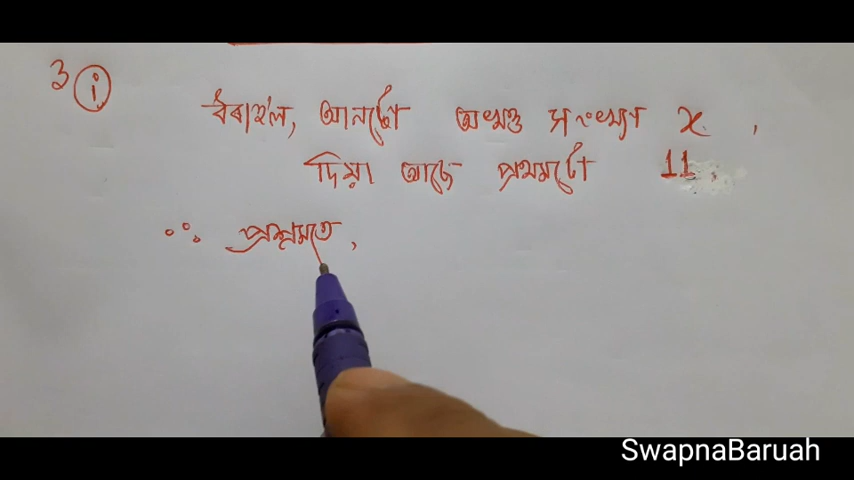 3 (i)
ধৰাহ'ল, আনটো অখণ্ড সংখ্যা x,
দিয়া আছে প্ৰথমটো 11.
∴ প্ৰশ্নমতে,
SwapnaBaruah